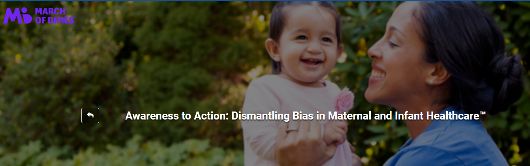 MARCH
OF DIMES
Awareness to Action: Dismantling Bias in Maternal and Infant Healthcare™